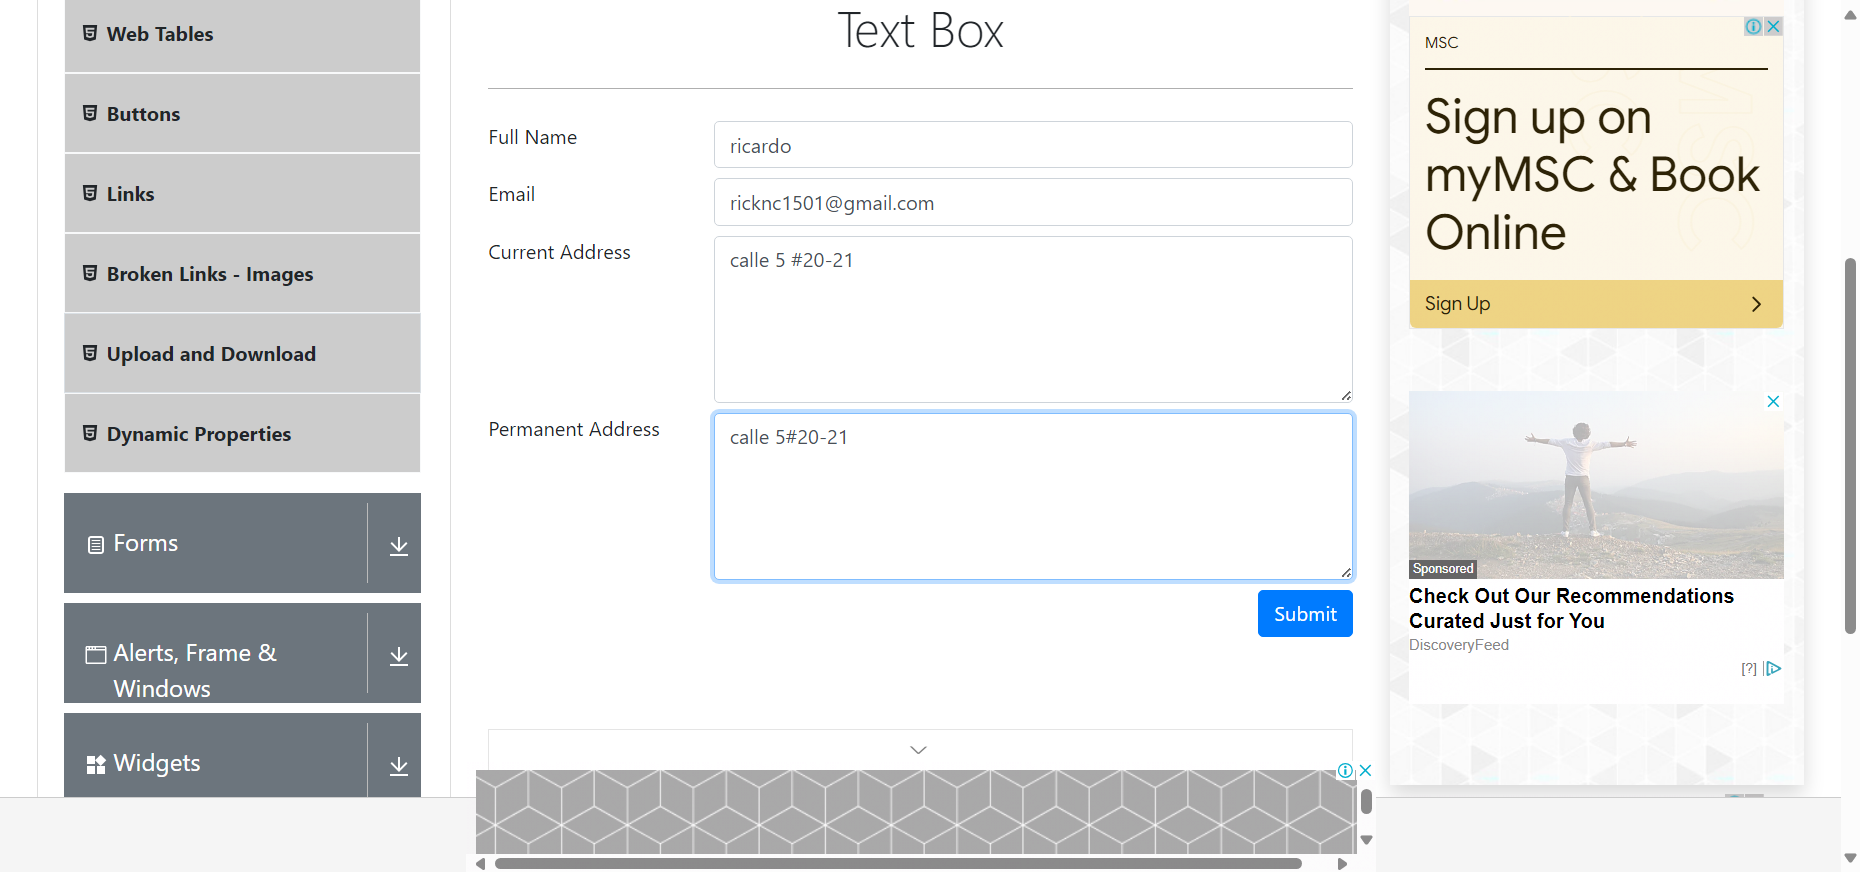 Web Tables
Buttons
Links
Broken Links - Images
Upload and Download
Dynamic Properties
Forms
Alerts, Frame &
Windows
Widgets
Text Box
Full Name
ricardo
Email
ricknc1501@gmail.com
Current Address
calle 5 #20-21
Permanent Address
calle 5#20-21
Submit
MSC
Sign up on
myMSC & Book
Online
Sign Up
Sponsored
Check Out Our Recommendations
Curated Just for You
DiscoveryFeed
[?]